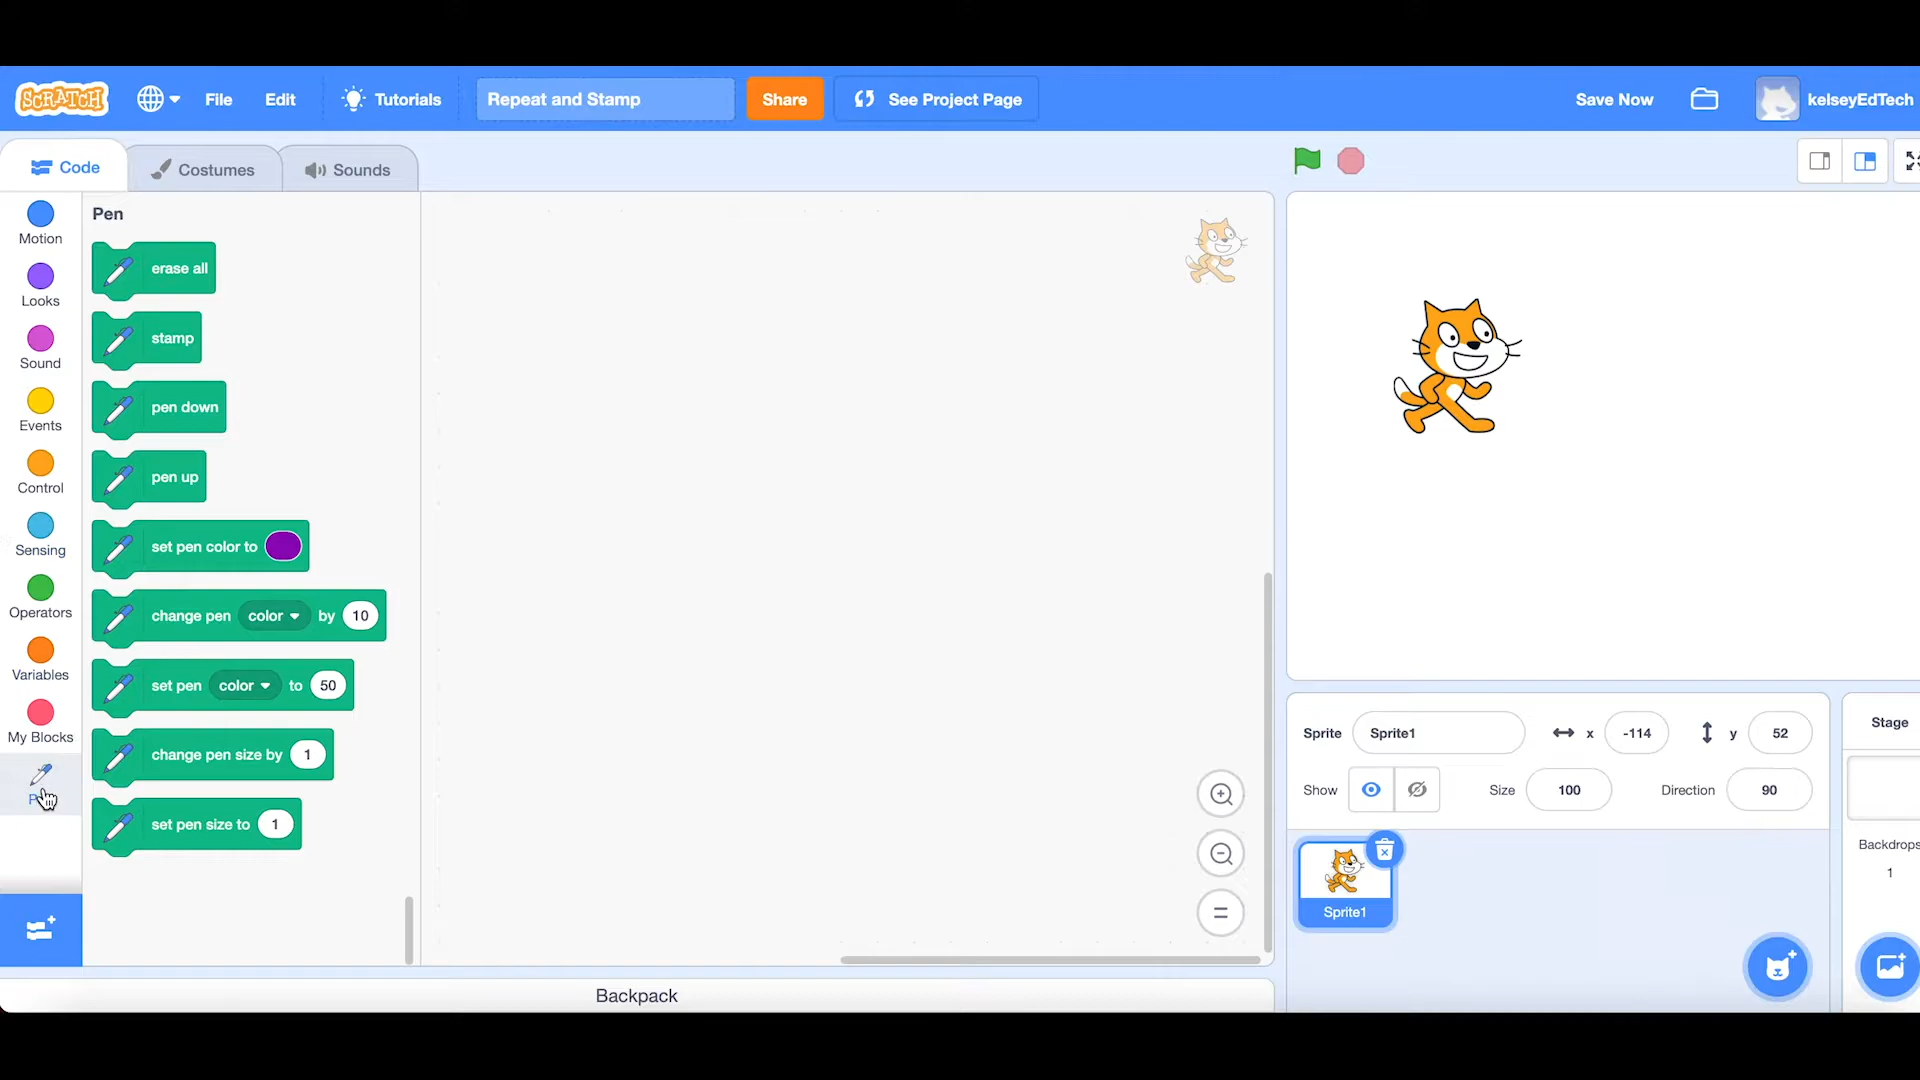 SCRATCH
File
Edit
Tutorials
Repeat and Stamp
Share
See Project Page
Save Now
kelseyEdTech
Code
Costumes
Sounds
Motion
Looks
Sound
Events
Control
Sensing
Operators
Variables
My Blocks
Pen
erase all
stamp
pen down
pen up
set pen color to
change pen color by 10
set pen color to 50
change pen size by 1
set pen size to 1
Backpack
Sprite Sprite1 x -114 y 52
Show Size 100 Direction 90
Sprite1
Stage
Backdrops
1